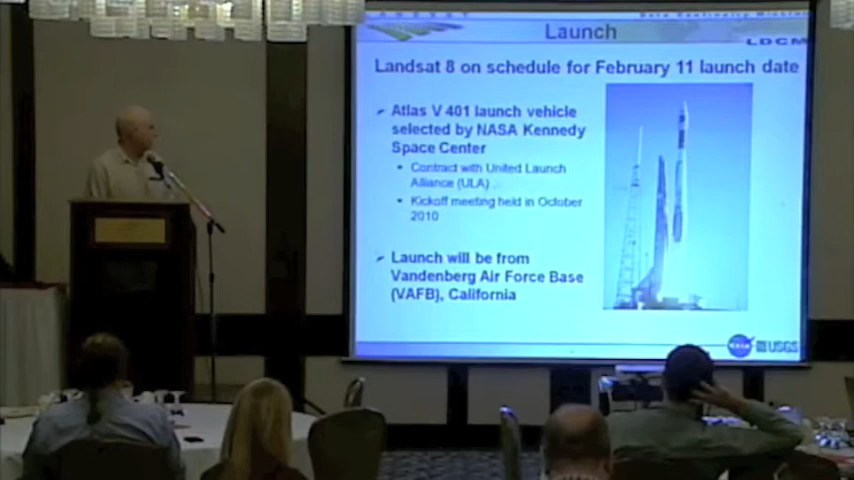 Launch
LDCM
Landsat 8 on schedule for February 11 launch date
Atlas V 401 launch vehicle
selected by NASA Kennedy
Space Center
Contract with United Launch
Alliance (ULA)
Kickoff meeting held in October
2010
Launch will be from
Vandenberg Air Force Base
(VAFB), California
NASA
USGS